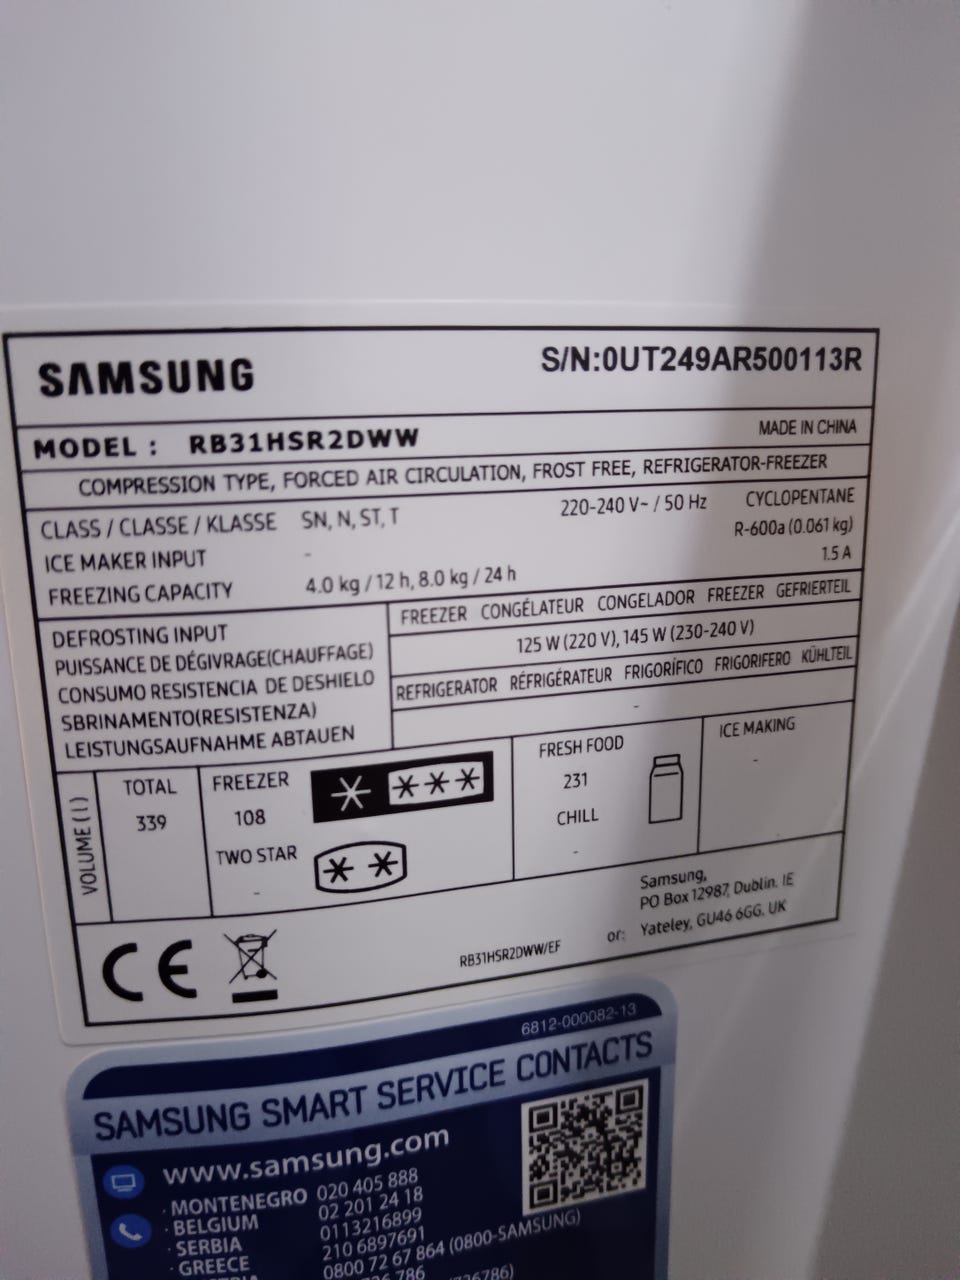 SAMSUNG
S/N:0UT249AR500113R
MODEL : RB31HSR2DWW
MADE IN CHINA
COMPRESSION TYPE, FORCED AIR CIRCULATION, FROST FREE, REFRIGERATOR-FREEZER
CLASS / CLASSE / KLASSE SN, N, ST, T
220-240 V~ / 50 Hz
CYCLOPENTANE
R-600a (0.061 kg)
ICE MAKER INPUT -
1.5 A
FREEZING CAPACITY 4.0 kg / 12 h, 8.0 kg / 24 h
DEFROSTING INPUT
PUISSANCE DE DÉGIVRAGE(CHAUFFAGE)
CONSUMO RESISTENCIA DE DESHIELO
SBRINAMENTO(RESISTENZA)
LEISTUNGSAUFNAHME ABTAUEN
FREEZER CONGÉLATEUR CONGELADOR FREEZER GEFRIERTEIL
125 W (220 V), 145 W (230-240 V)
REFRIGERATOR RÉFRIGÉRATEUR FRIGORÍFICO FRIGORIFERO KÜHLTEIL
-
VOLUME ( l )
TOTAL
339
FREEZER
108
TWO STAR
-
FRESH FOOD
231
CHILL
-
ICE MAKING
-
CE
RB31HSR2DWW/EF
Samsung,
PO Box 12987, Dublin. IE
or: Yateley, GU46 6GG. UK
6812-000082-13
SAMSUNG SMART SERVICE CONTACTS
www.samsung.com
· MONTENEGRO 020 405 888
· BELGIUM 02 201 24 18
· SERBIA 0113216899
· GREECE 210 6897691
0800 72 67 864 (0800-SAMSUNG)